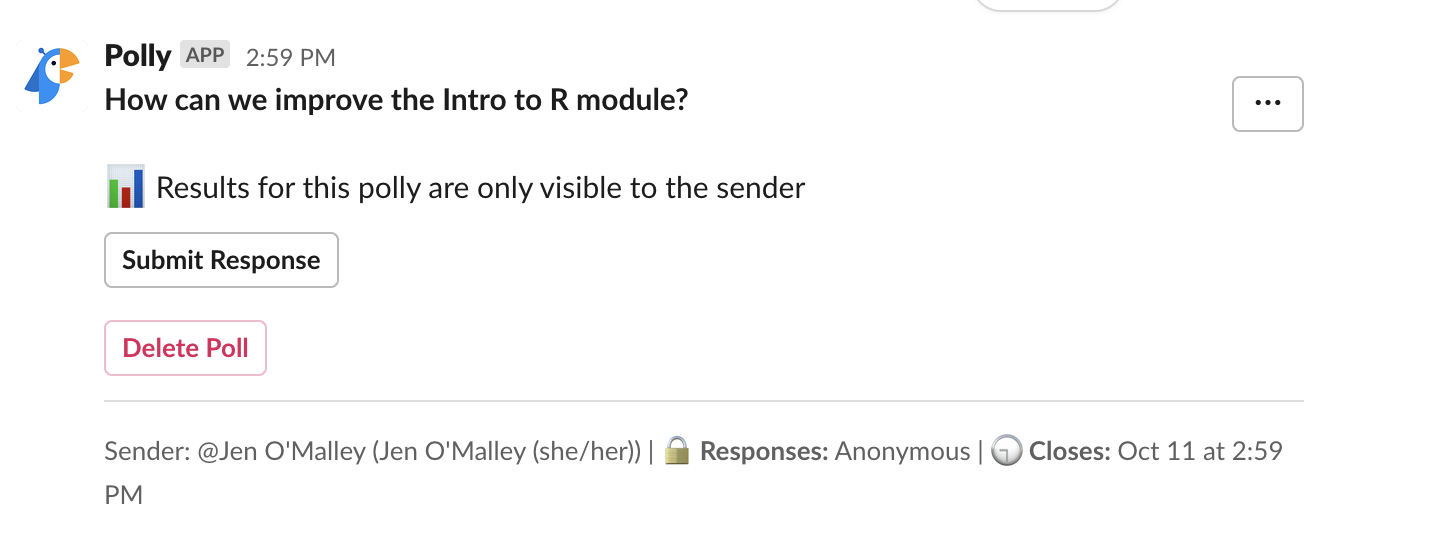 Polly APP 2:59 PM
How can we improve the Intro to R module?
...
Results for this polly are only visible to the sender
Submit Response
Delete Poll
Sender: @Jen O'Malley (Jen O'Malley (she/her)) | Responses: Anonymous | Closes: Oct 11 at 2:59
PM